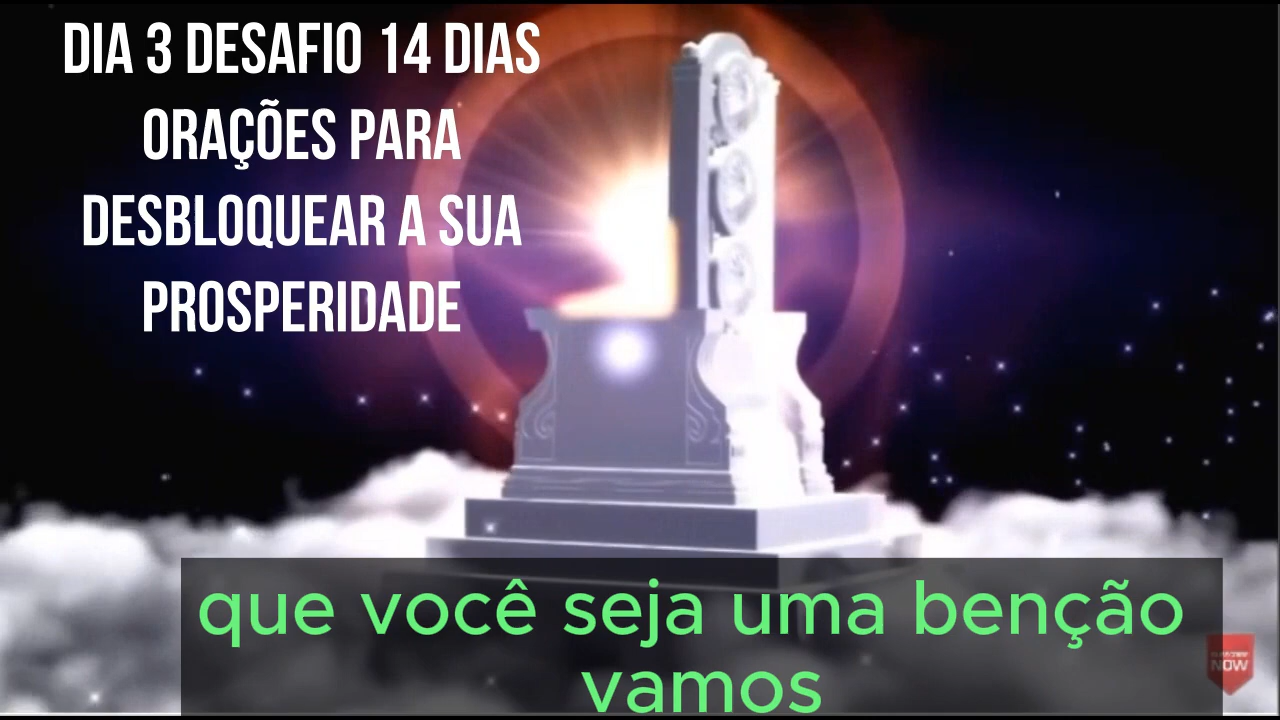 DIA 3 DESAFIO 14 DIAS
ORAÇÕES PARA
DESBLOQUEAR A SUA
PROSPERIDADE
que você seja uma benção
vamos
NOW